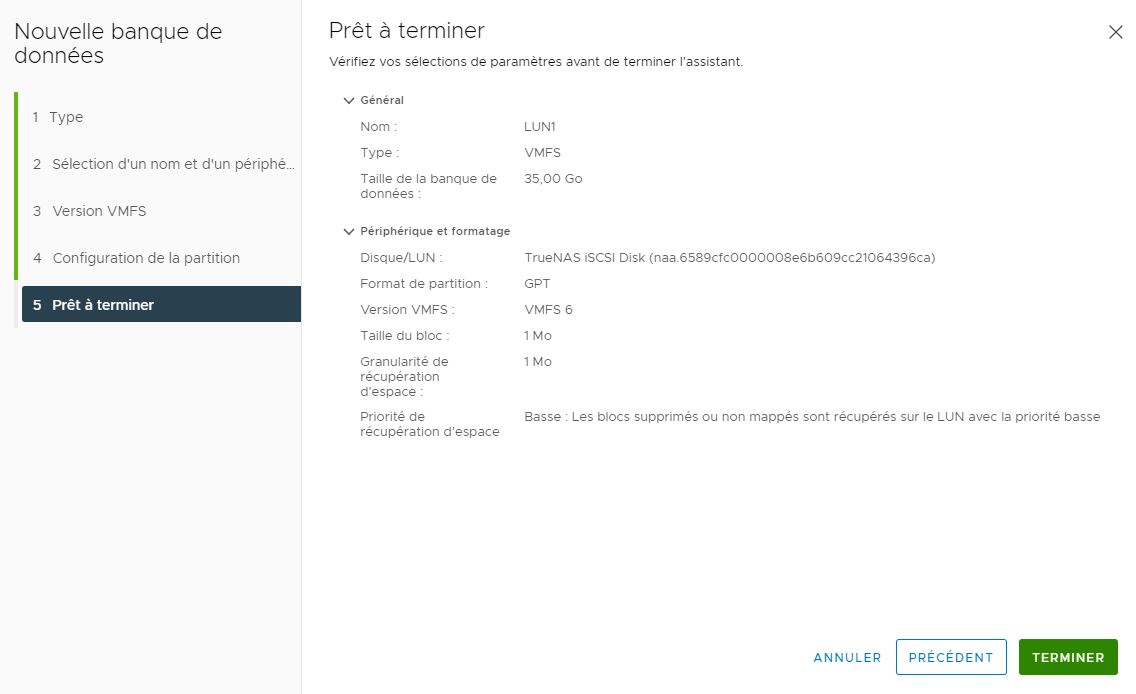 Nouvelle banque de
données
1 Type
2 Sélection d'un nom et d'un périphé...
3 Version VMFS
4 Configuration de la partition
5 Prêt à terminer
Prêt à terminer
Vérifiez vos sélections de paramètres avant de terminer l'assistant.
Général
Nom : LUN1
Type : VMFS
Taille de la banque de 35,00 Go
données :
Périphérique et formatage
Disque/LUN : TrueNAS iSCSI Disk (naa.6589cfc0000008e6b609cc21064396ca)
Format de partition : GPT
Version VMFS : VMFS 6
Taille du bloc : 1 Mo
Granularité de 1 Mo
récupération
d'espace :
Priorité de Basse : Les blocs supprimés ou non mappés sont récupérés sur le LUN avec la priorité basse
récupération d'espace
ANNULER PRÉCÉDENT TERMINER